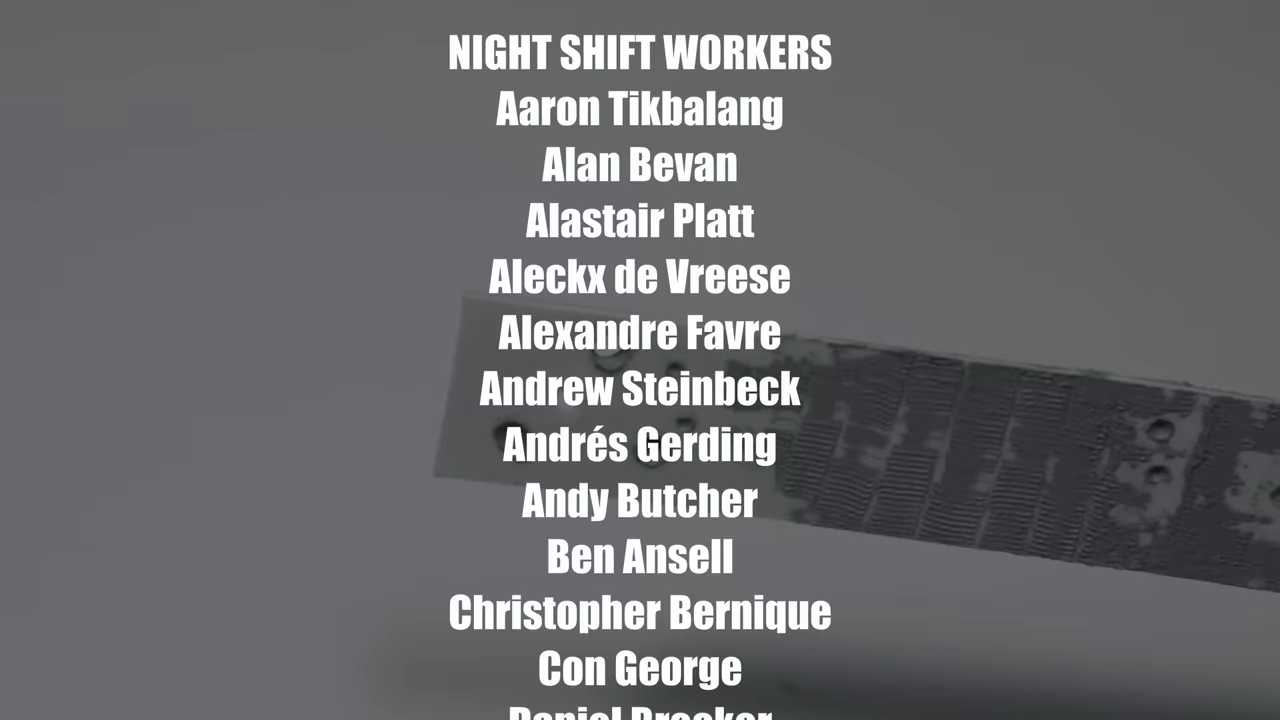 NIGHT SHIFT WORKERS
Aaron Tikbalang
Alan Bevan
Alastair Platt
Aleckx de Vreese
Alexandre Favre
Andrew Steinbeck
Andrés Gerding
Andy Butcher
Ben Ansell
Christopher Bernique
Con George
Daniel